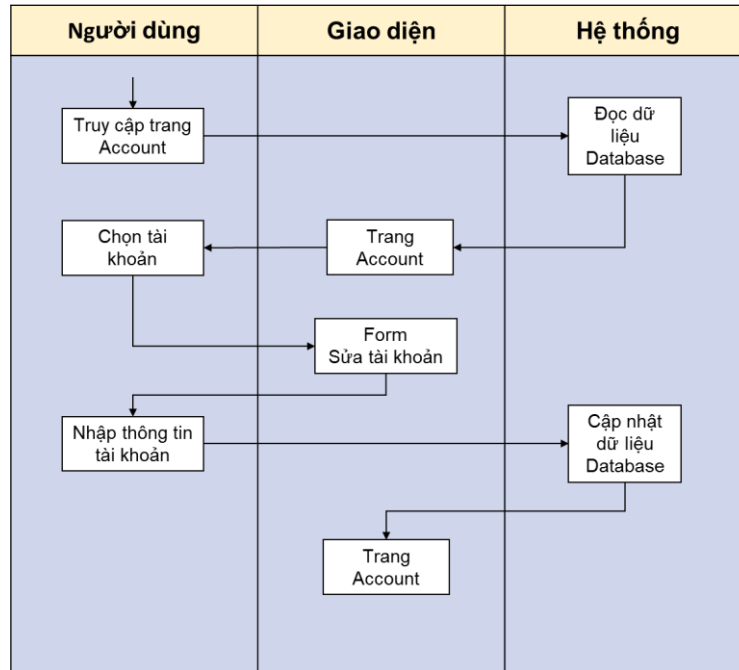 Người dùng
Giao diện
Hệ thống
Truy cập trang
Account
Đọc dữ
liệu
Database
Chọn tài
khoản
Trang
Account
Form
Sửa tài khoản
Nhập thông tin
tài khoản
Cập nhật
dữ liệu
Database
Trang
Account